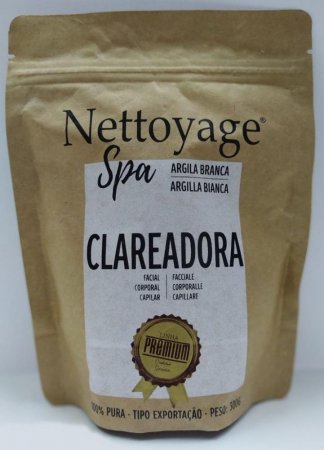 Nettoyage®
Spa
ARGILA BRANCA
ARGILLA BIANCA
CLAREADORA
FACIAL
CORPORAL
CAPILAR
FACCIALE
CORPORALLE
CAPILLARE
LINHA
PREMIUM
100% PURA · TIPO EXPORTAÇÃO · PESO: 300g